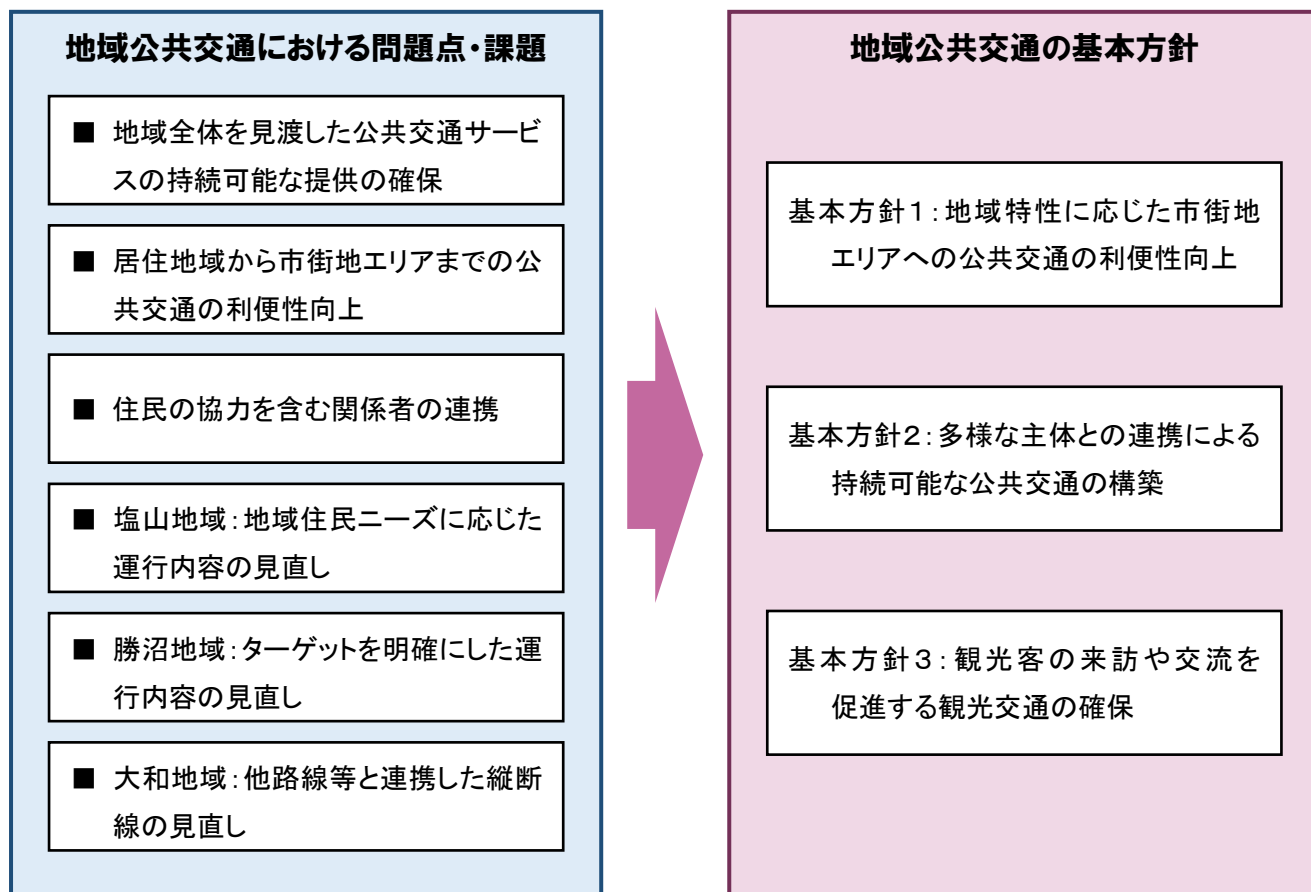 地域公共交通における問題点・課題
■ 地域全体を見渡した公共交通サービ
スの持続可能な提供の確保
■ 居住地域から市街地エリアまでの公
共交通の利便性向上
■ 住民の協力を含む関係者の連携
■ 塩山地域：地域住民ニーズに応じた
運行内容の見直し
■ 勝沼地域：ターゲットを明確にした運
行内容の見直し
■ 大和地域：他路線等と連携した縦断
線の見直し
地域公共交通の基本方針
基本方針１：地域特性に応じた市街地
エリアへの公共交通の利便性向上
基本方針２：多様な主体との連携による
持続可能な公共交通の構築
基本方針３：観光客の来訪や交流を
促進する観光交通の確保